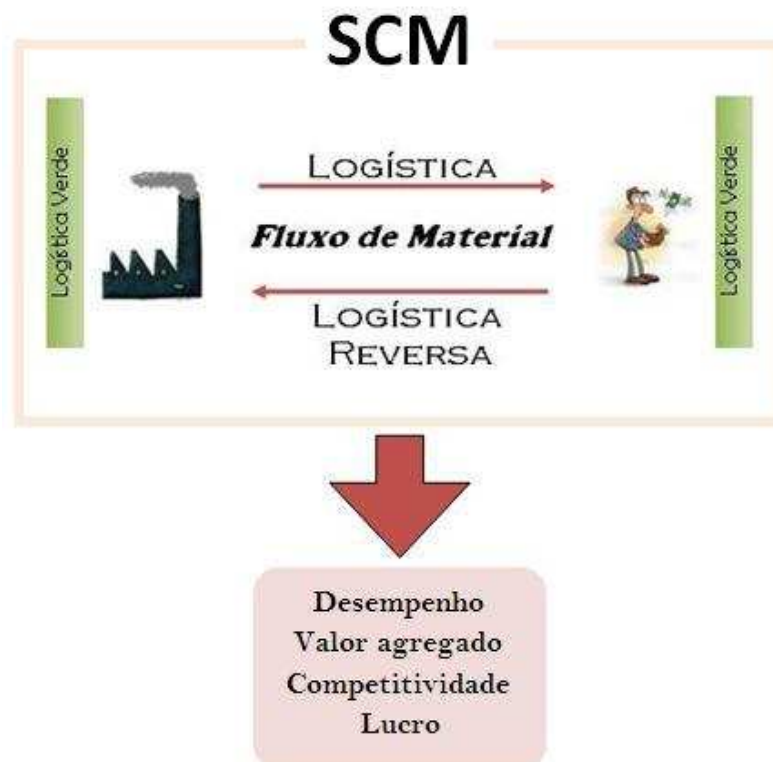 SCM
Logística Verde
LOGÍSTICA
Fluxo de Material
LOGÍSTICA
REVERSA
Logística Verde
Desempenho
Valor agregado
Competitividade
Lucro